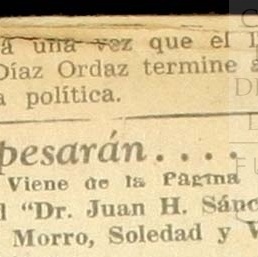 a una vez que el
Díaz Ordaz termine
a política.
pesarán....
Viene de la Página
"Dr. Juan H. Sánc
Morro, Soledad y V